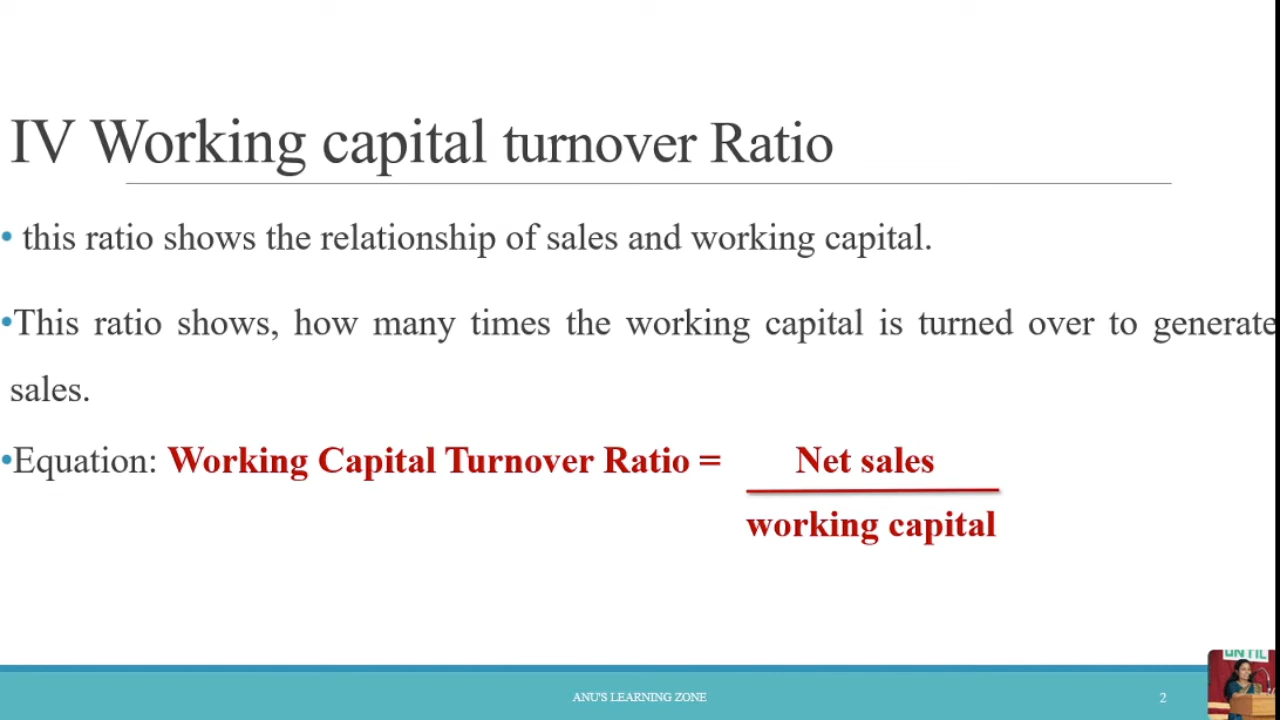 IV Working capital turnover Ratio
• this ratio shows the relationship of sales and working capital.
•This ratio shows, how many times the working capital is turned over to generate
sales.
•Equation: Working Capital Turnover Ratio = Net sales
working capital
ANU'S LEARNING ZONE
2